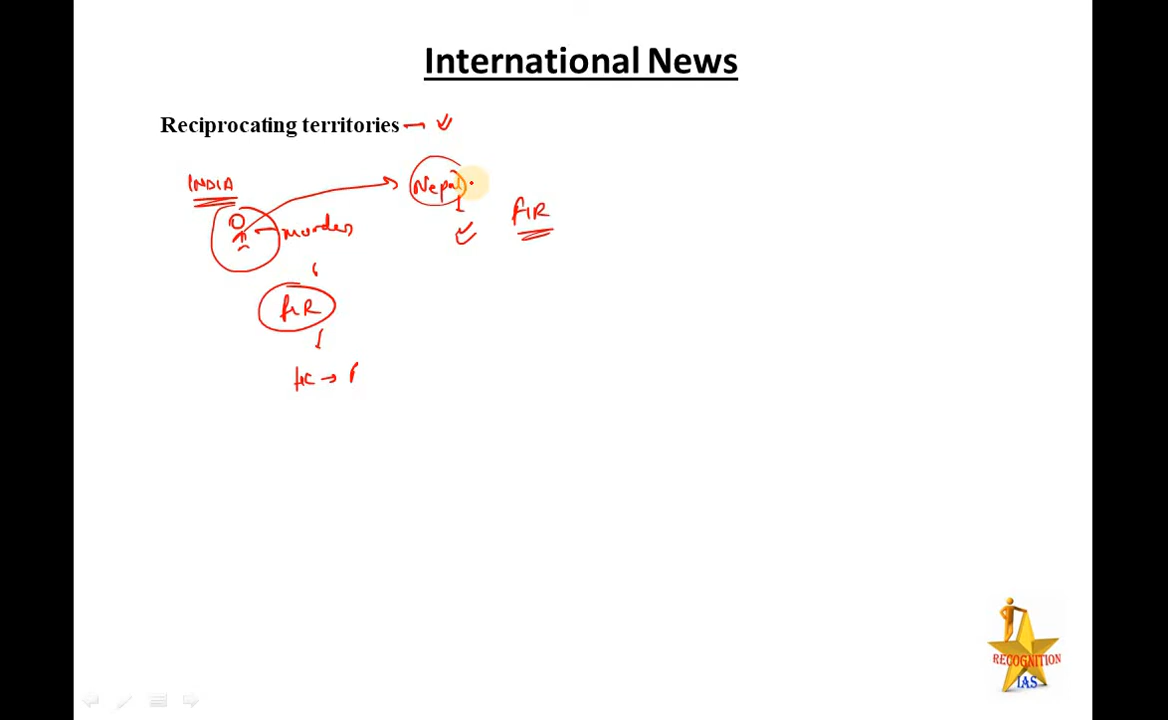 International News
Reciprocating territories
INDIA
Nepal
FIR
murder
FIR
HC →
RECOGNITION
IAS